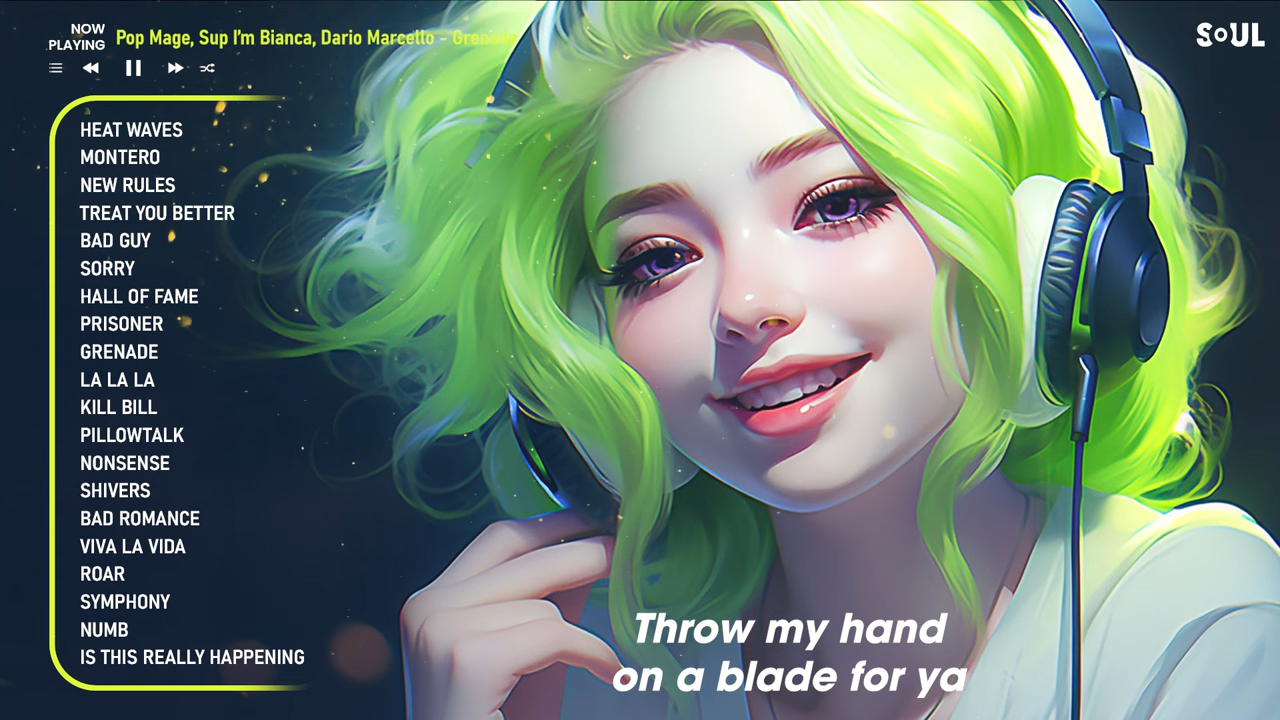 NOW
PLAYING
Pop Mage, Sup I'm Bianca, Dario Marcello - Grenade
SOUL
HEAT WAVES
MONTERO
NEW RULES
TREAT YOU BETTER
BAD GUY
SORRY
HALL OF FAME
PRISONER
GRENADE
LA LA LA
KILL BILL
PILLOWTALK
NONSENSE
SHIVERS
BAD ROMANCE
VIVA LA VIDA
ROAR
SYMPHONY
NUMB
IS THIS REALLY HAPPENING
Throw my hand
on a blade for ya